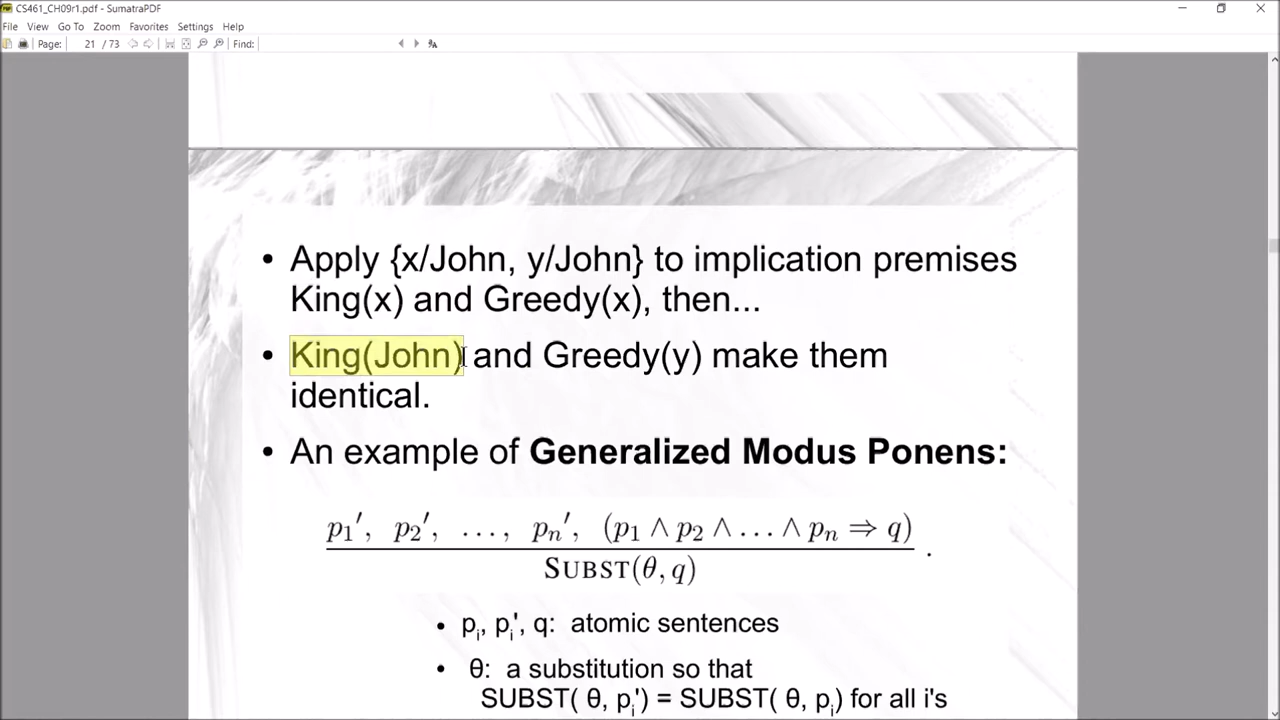 CS461_CH09r1.pdf - SumatraPDF
File View Go To Zoom Favorites Settings Help
Page: 21 / 73 Find:
• Apply {x/John, y/John} to implication premises
King(x) and Greedy(x), then...
• King(John) and Greedy(y) make them
identical.
• An example of Generalized Modus Ponens:
p₁′, p₂′, …, pₙ′, (p₁ ∧ p₂ ∧ … ∧ pₙ ⇒ q)
SUBST(θ, q) .
• pᵢ, pᵢ', q: atomic sentences
• θ: a substitution so that
SUBST( θ, pᵢ') = SUBST( θ, pᵢ) for all i's